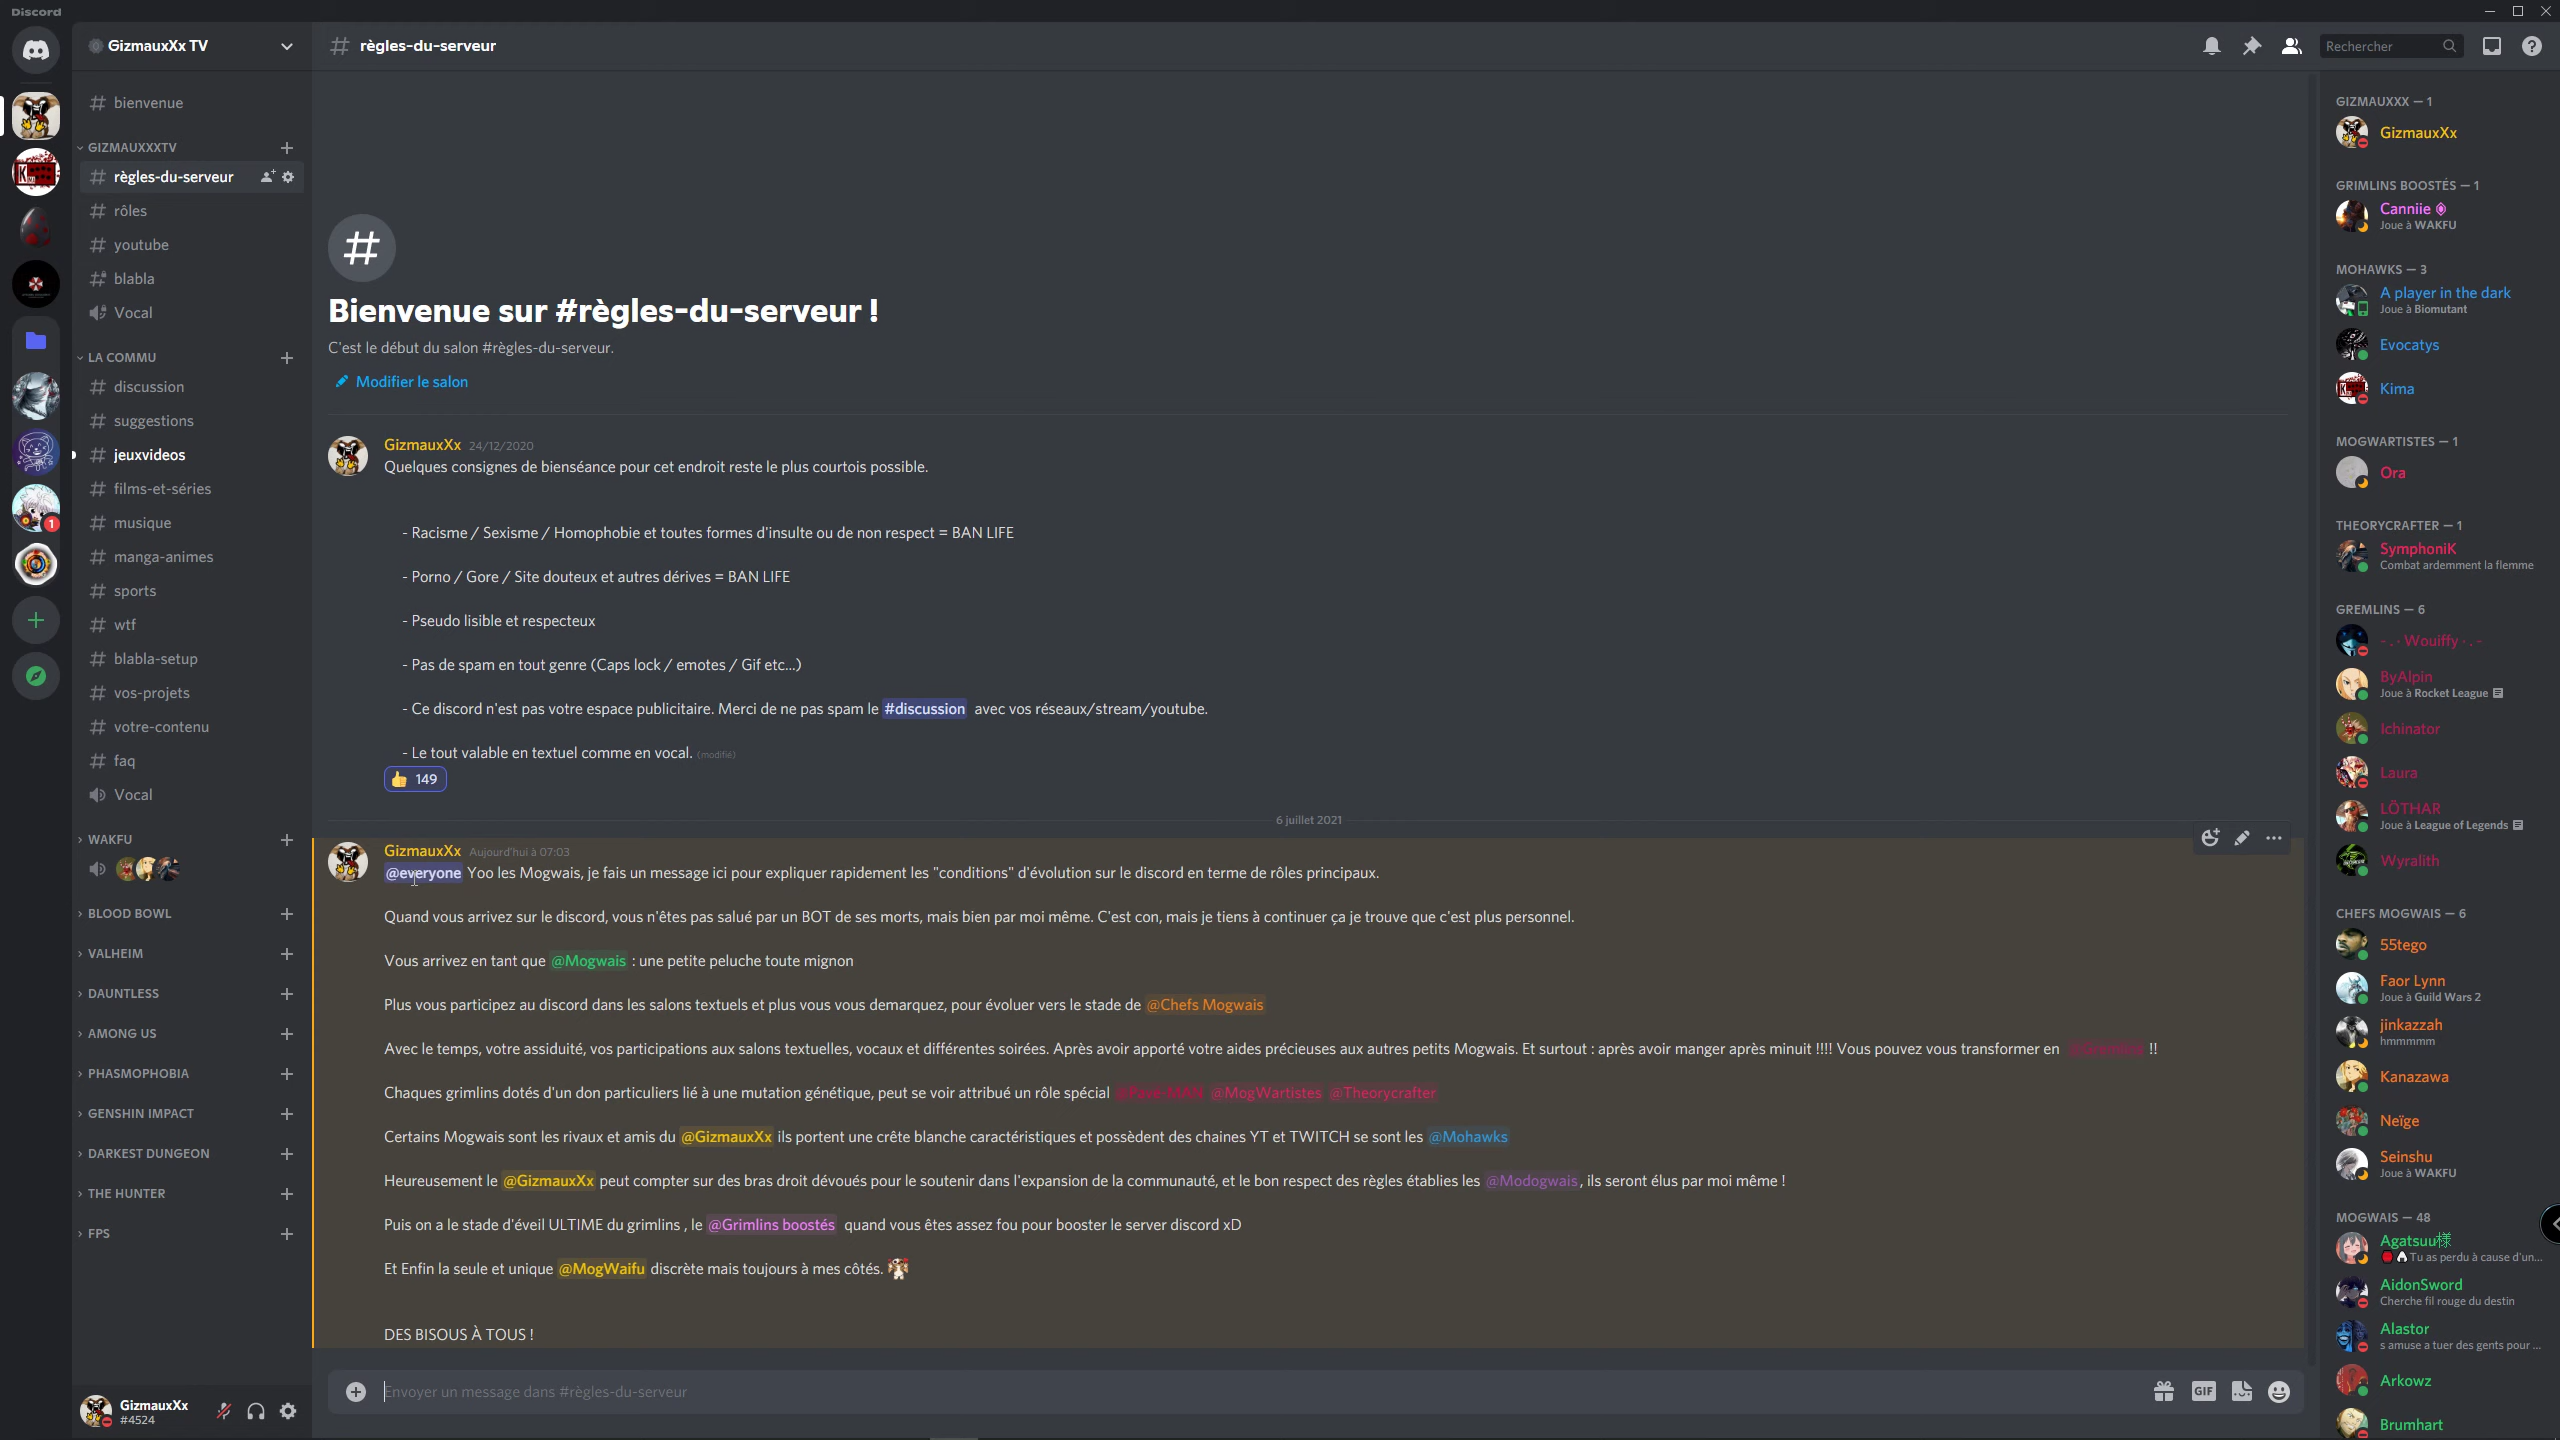 Discord
GizmauxXx TV
bienvenue
GIZMAUXXXTV
règles-du-serveur
rôles
youtube
blabla
Vocal
LA COMMU
discussion
suggestions
jeuxvideos
films-et-séries
musique
manga-animes
sports
wtf
blabla-setup
vos-projets
votre-contenu
faq
Vocal
WAKFU
BLOOD BOWL
VALHEIM
DAUNTLESS
AMONG US
PHASMOPHOBIA
GENSHIN IMPACT
DARKEST DUNGEON
THE HUNTER
FPS
1
GizmauxXx
#4524
# règles-du-serveur
Rechercher
Bienvenue sur #règles-du-serveur !
C'est le début du salon #règles-du-serveur.
Modifier le salon
GizmauxXx 24/12/2020
Quelques consignes de bienséance pour cet endroit reste le plus courtois possible.
- Racisme / Sexisme / Homophobie et toutes formes d'insulte ou de non respect = BAN LIFE
- Porno / Gore / Site douteux et autres dérives = BAN LIFE
- Pseudo lisible et respecteux
- Pas de spam en tout genre (Caps lock / emotes / Gif etc...)
- Ce discord n'est pas votre espace publicitaire. Merci de ne pas spam le #discussion avec vos réseaux/stream/youtube.
- Le tout valable en textuel comme en vocal. (modifié)
149
6 juillet 2021
GizmauxXx Aujourd'hui à 07:03
@everyone Yoo les Mogwais, je fais un message ici pour expliquer rapidement les "conditions" d'évolution sur le discord en terme de rôles principaux.
Quand vous arrivez sur le discord, vous n'êtes pas salué par un BOT de ses morts, mais bien par moi même. C'est con, mais je tiens à continuer ça je trouve que c'est plus personnel.
Vous arrivez en tant que @Mogwais : une petite peluche toute mignon
Plus vous participez au discord dans les salons textuels et plus vous vous demarquez, pour évoluer vers le stade de @Chefs Mogwais
Avec le temps, votre assiduité, vos participations aux salons textuelles, vocaux et différentes soirées. Après avoir apporté votre aides précieuses aux autres petits Mogwais. Et surtout : après avoir manger après minuit !!!! Vous pouvez vous transformer en !!
Chaques grimlins dotés d'un don particuliers lié à une mutation génétique, peut se voir attribué un rôle spécial @MogWartistes @Theorycrafter
Certains Mogwais sont les rivaux et amis du @GizmauxXx ils portent une crête blanche caractéristiques et possèdent des chaines YT et TWITCH se sont les @Mohawks
Heureusement le @GizmauxXx peut compter sur des bras droit dévoués pour le soutenir dans l'expansion de la communauté, et le bon respect des règles établies les @Modogwais, ils seront élus par moi même !
Puis on a le stade d'éveil ULTIME du grimlins , le @Grimlins boostés quand vous êtes assez fou pour booster le server discord xD
Et Enfin la seule et unique @MogWaifu discrète mais toujours à mes côtés.
DES BISOUS À TOUS !
Envoyer un message dans #règles-du-serveur
GIF
GIZMAUXXX — 1
GizmauxXx
GRIMLINS BOOSTÉS — 1
Canniie
Joue à WAKFU
MOHAWKS — 3
A player in the dark
Joue à Biomutant
Evocatys
Kima
MOGWARTISTES — 1
Ora
THEORYCRAFTER — 1
SymphoniK
Combat ardemment la flemme
GREMLINS — 6
- . · Wouiffy · . -
ByAlpin
Joue à Rocket League
Ichinator
Laura
LÕTHAR
Joue à League of Legends
Wyralith
CHEFS MOGWAIS — 6
55tego
Faor Lynn
Joue à Guild Wars 2
jinkazzah
hmmmmm
Kanazawa
Neïge
Seinshu
Joue à WAKFU
MOGWAIS — 48
Agatsuu様
Tu as perdu à cause d'un...
AidonSword
Cherche fil rouge du destin
Alastor
s amuse a tuer des gents pour ...
Arkowz
Brumhart